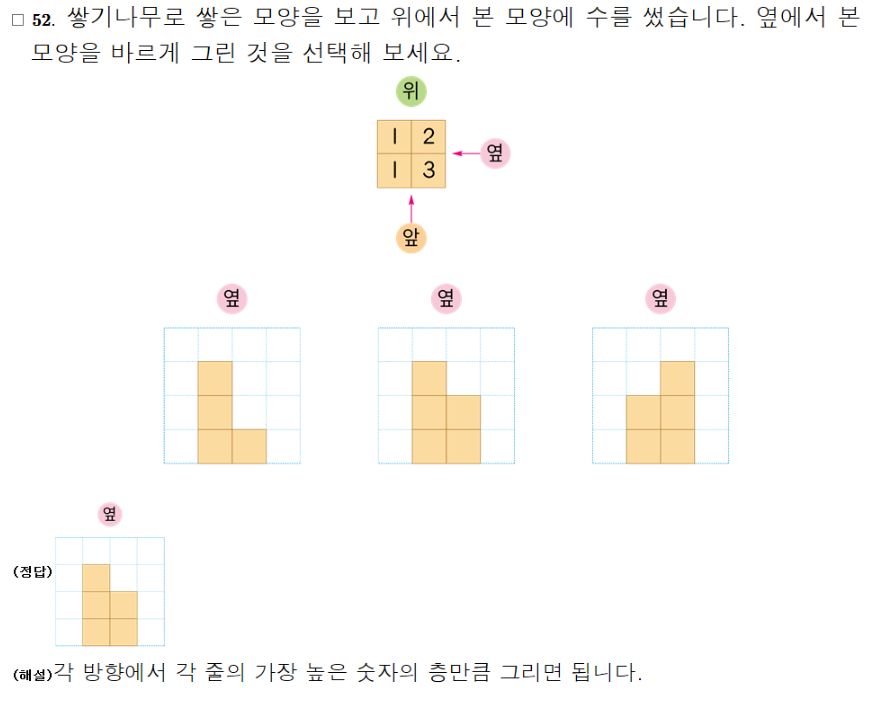 □ 52. 쌓기나무로 쌓은 모양을 보고 위에서 본 모양에 수를 썼습니다. 옆에서 본
모양을 바르게 그린 것을 선택해 보세요.
위
1 2
옆
1 3
앞
옆 옆 옆
옆
(정답)
(해설)각 방향에서 각 줄의 가장 높은 숫자의 층만큼 그리면 됩니다.